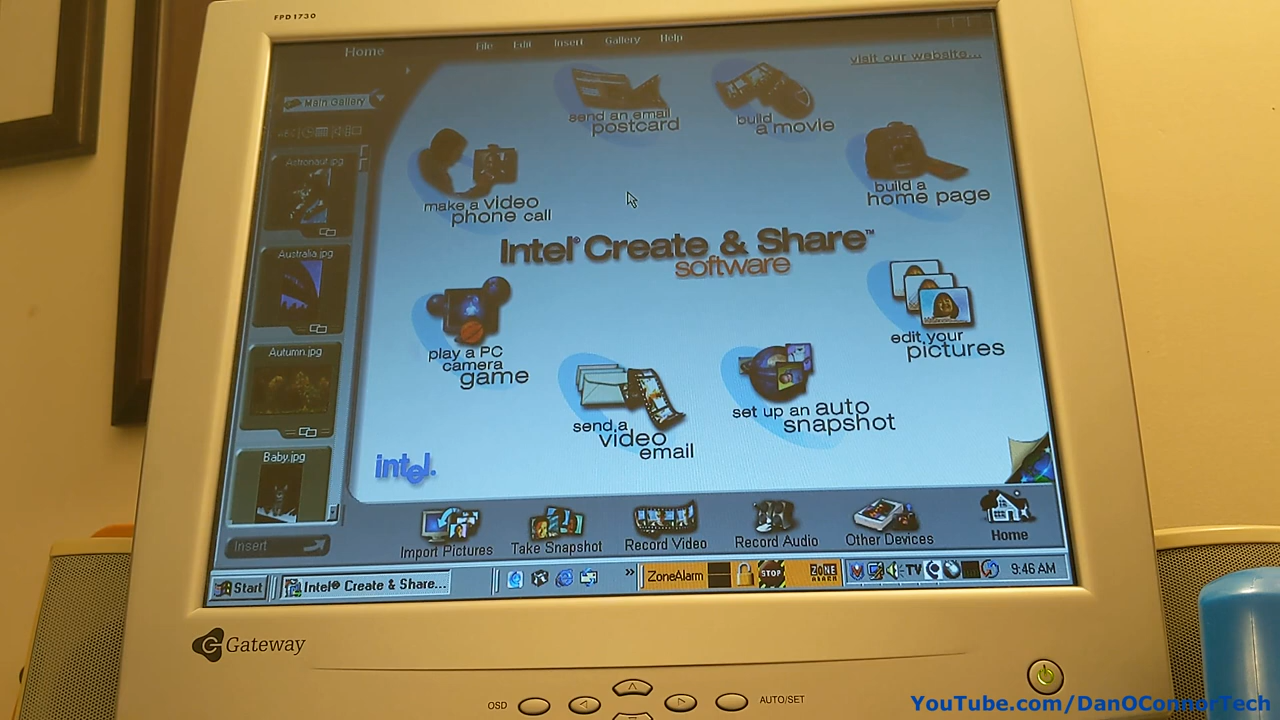 FPD1730
Home
File Edit Insert Gallery Help
visit our website...
Main Gallery
ABC
send an email
postcard
build
a movie
Astronaut.jpg
make a video
phone call
build a
home page
Intel® Create & Share™
software
Australia.jpg
Autumn.jpg
play a PC
camera
game
edit your
pictures
send a
video
email
set up an auto
snapshot
Baby.jpg
intel.
Insert
Import Pictures
Take Snapshot
Record Video
Record Audio
Other Devices
Home
Start
Intel® Create & Share...
»
ZoneAlarm
STOP
ZONE
ALARM
TV
9:46 AM
Gateway
OSD
AUTO/SET
YouTube.com/DanOConnorTech